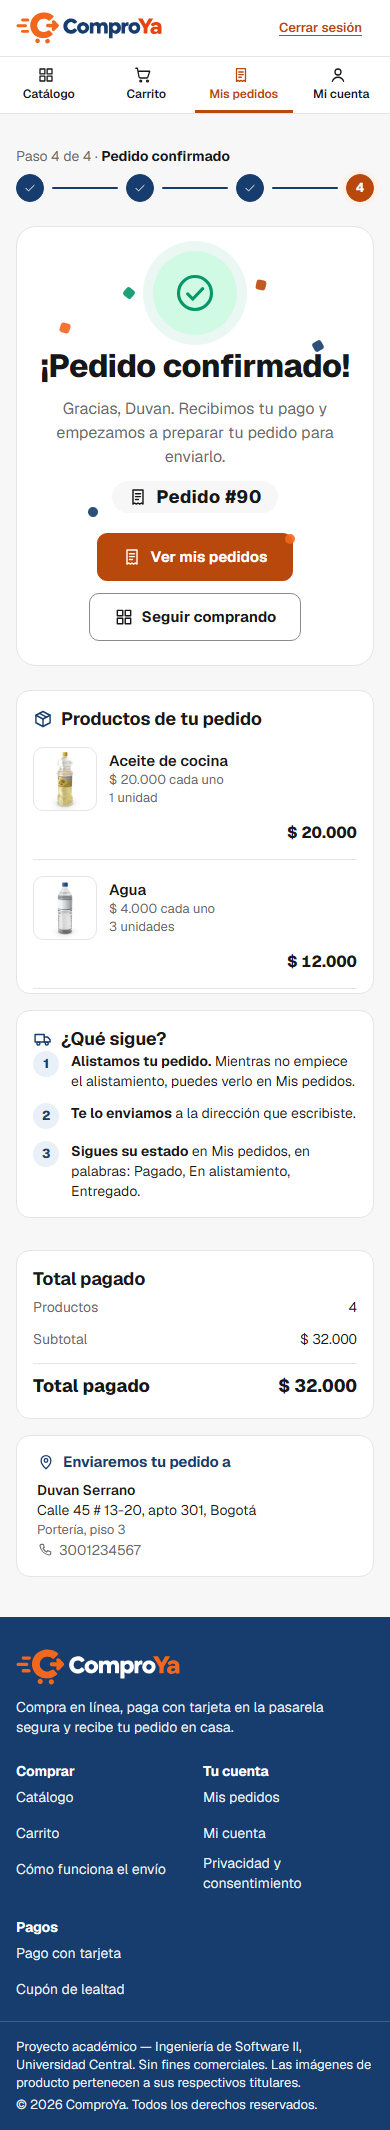 ComproYa
Cerrar sesión
Catálogo
Carrito
Mis pedidos
Mi cuenta
Paso 4 de 4 · Pedido confirmado
4
¡Pedido confirmado!
Gracias, Duvan. Recibimos tu pago y
empezamos a preparar tu pedido para
enviarlo.
Pedido #90
Ver mis pedidos
Seguir comprando
Productos de tu pedido
Aceite de cocina
$ 20.000 cada uno
1 unidad
$ 20.000
Agua
$ 4.000 cada uno
3 unidades
$ 12.000
¿Qué sigue?
1 Alistamos tu pedido. Mientras no empiece
el alistamiento, puedes verlo en Mis pedidos.
2 Te lo enviamos a la dirección que escribiste.
3 Sigues su estado en Mis pedidos, en
palabras: Pagado, En alistamiento,
Entregado.
Total pagado
Productos 4
Subtotal $ 32.000
Total pagado $ 32.000
Enviaremos tu pedido a
Duvan Serrano
Calle 45 # 13-20, apto 301, Bogotá
Portería, piso 3
3001234567
ComproYa
Compra en línea, paga con tarjeta en la pasarela
segura y recibe tu pedido en casa.
Comprar
Catálogo
Carrito
Cómo funciona el envío
Tu cuenta
Mis pedidos
Mi cuenta
Privacidad y
consentimiento
Pagos
Pago con tarjeta
Cupón de lealtad
Proyecto académico — Ingeniería de Software II,
Universidad Central. Sin fines comerciales. Las imágenes de
producto pertenecen a sus respectivos titulares.
© 2026 ComproYa. Todos los derechos reservados.